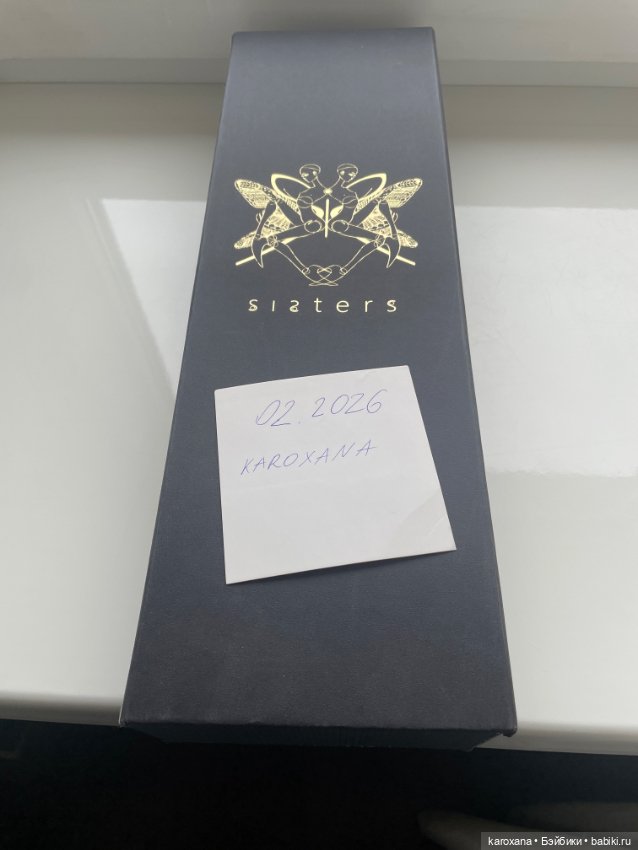 sisters
02.2026
KAROXANA
karoxana • Бэйбики • babiki.ru